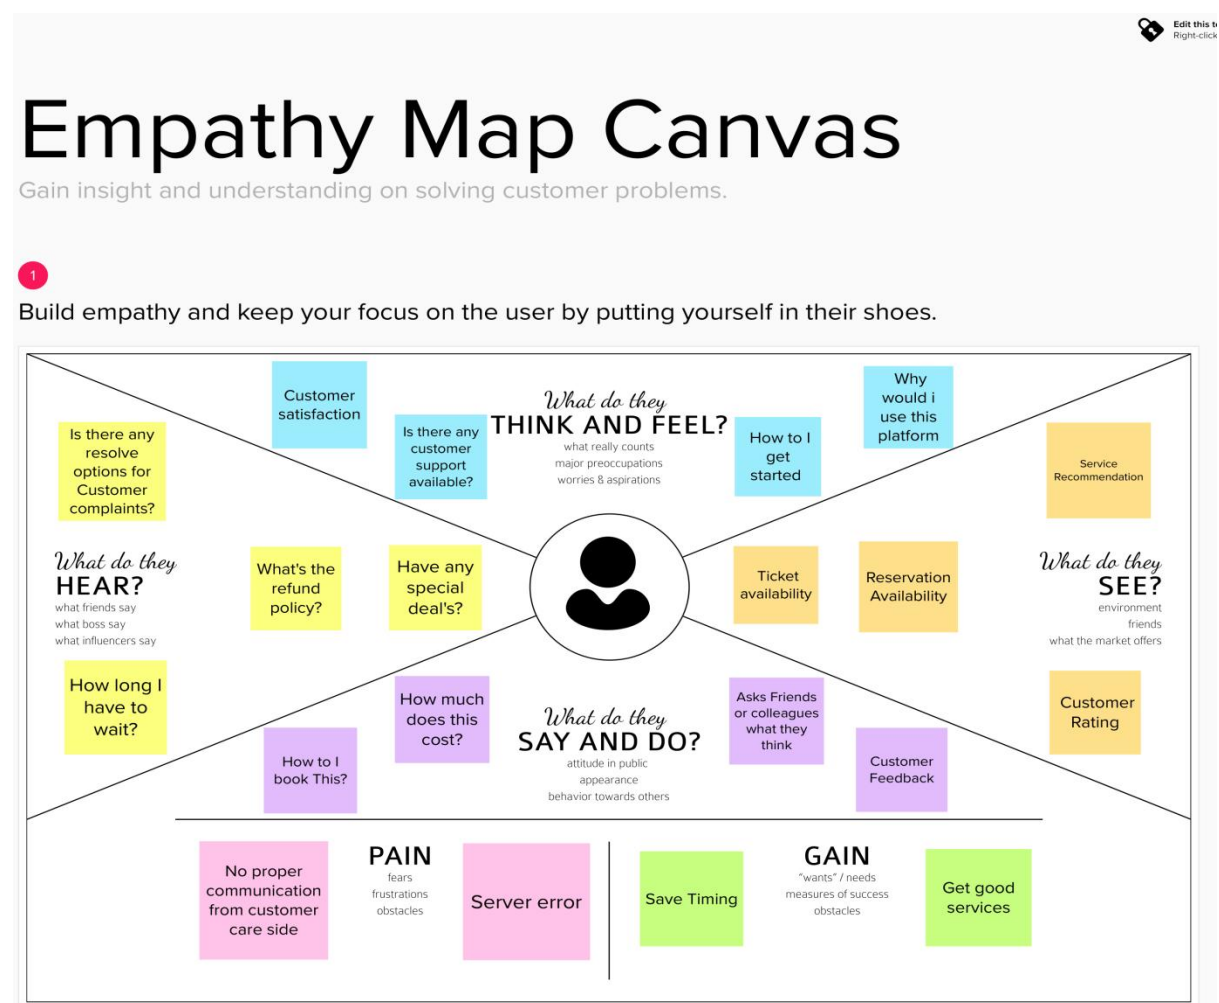 Edit this te
Right-click
Empathy Map Canvas
Gain insight and understanding on solving customer problems.
1
Build empathy and keep your focus on the user by putting yourself in their shoes.
What do they
THINK AND FEEL?
what really counts
major preoccupations
worries & aspirations
Customer
satisfaction
Is there any
customer
support
available?
How to I
get
started
Why
would i
use this
platform
What do they
HEAR?
what friends say
what boss say
what influencers say
Is there any
resolve
options for
Customer
complaints?
What's the
refund
policy?
Have any
special
deal's?
How long I
have to
wait?
What do they
SEE?
environment
friends
what the market offers
Service
Recommendation
Ticket
availability
Reservation
Availability
Customer
Rating
What do they
SAY AND DO?
attitude in public
appearance
behavior towards others
How to I
book This?
How much
does this
cost?
Asks Friends
or colleagues
what they
think
Customer
Feedback
PAIN
fears
frustrations
obstacles
No proper
communication
from customer
care side
Server error
GAIN
"wants" / needs
measures of success
obstacles
Save Timing
Get good
services